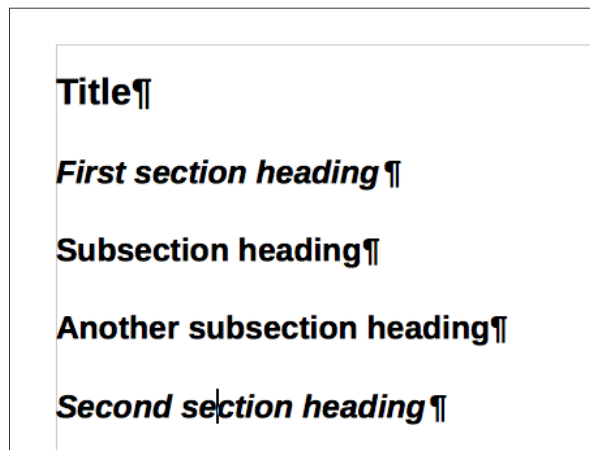 Title¶
First section heading¶
Subsection heading¶
Another subsection heading¶
Second section heading¶